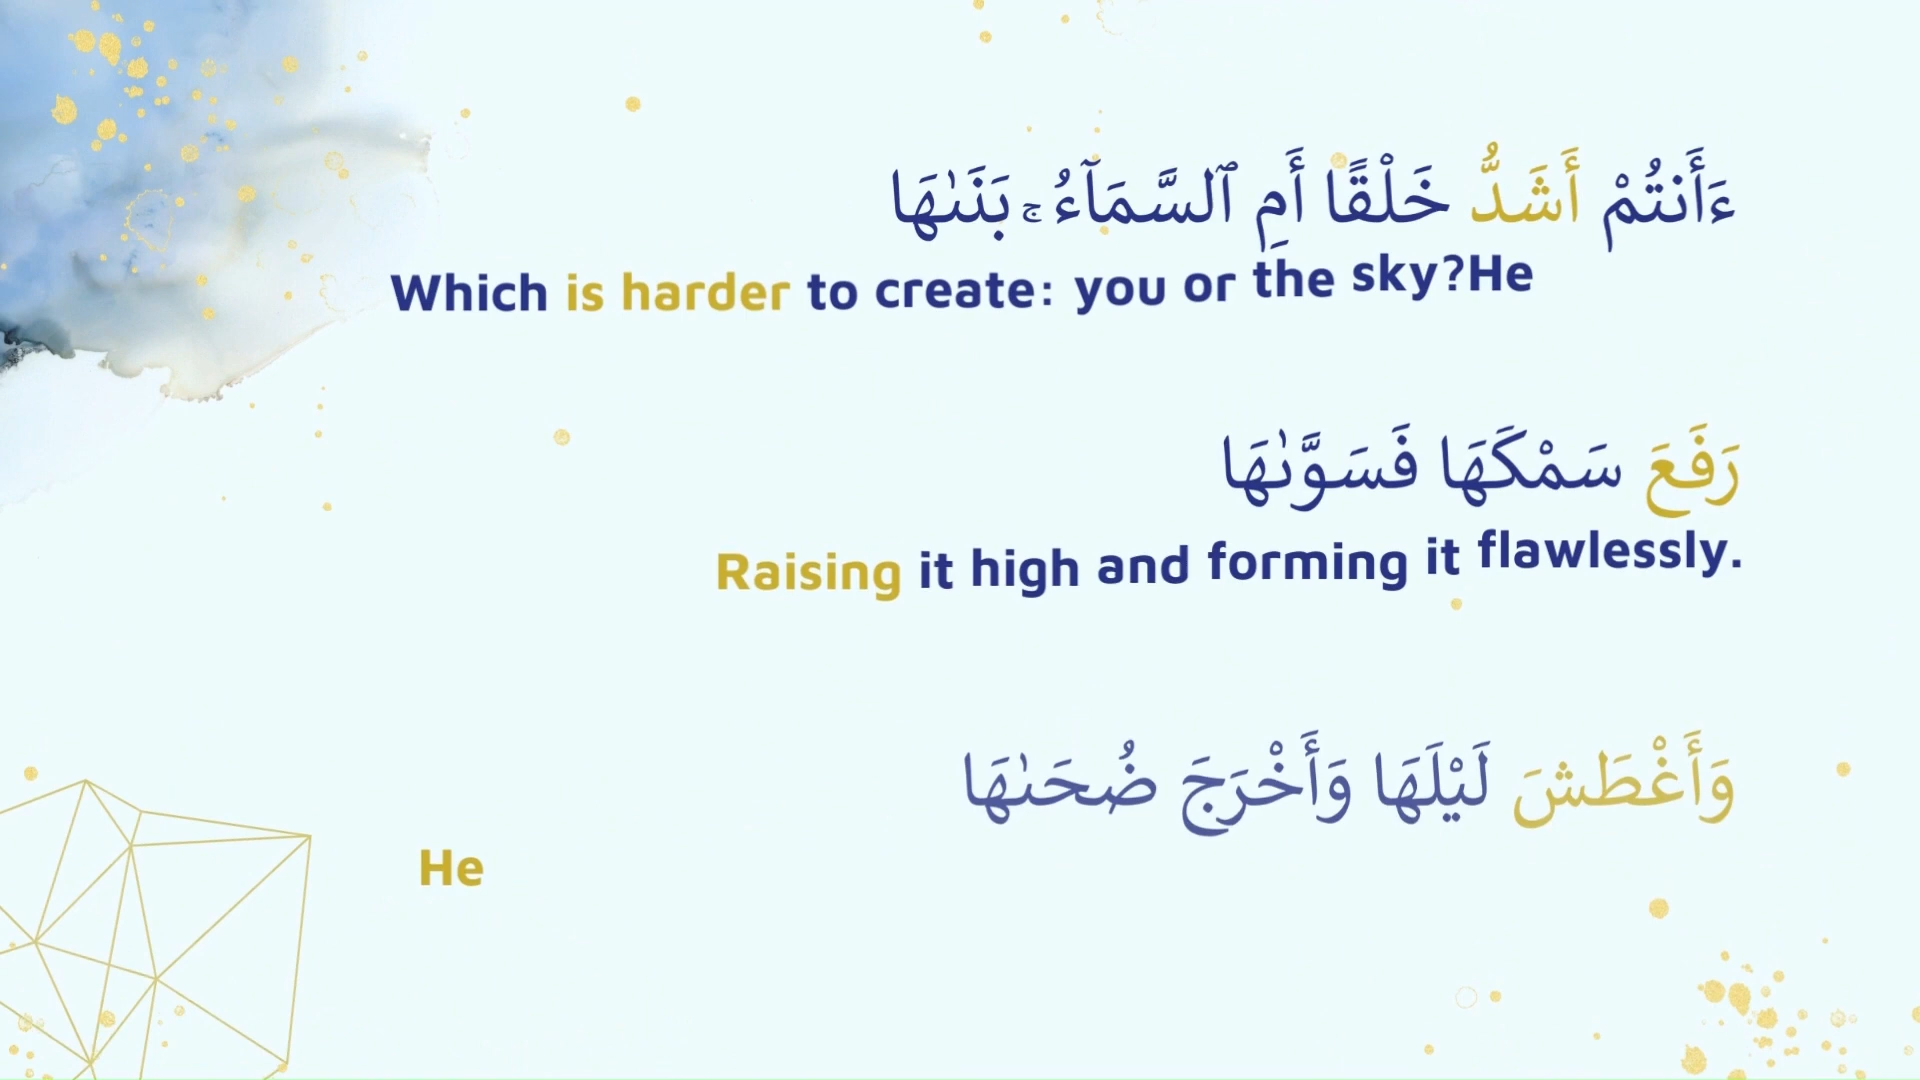 ءَأَنتُمْ أَشَدُّ خَلْقًا أَمِ ٱلسَّمَآءُ ۚ بَنَىٰهَا
Which is harder to create: you or the sky?He
رَفَعَ سَمْكَهَا فَسَوَّىٰهَا
Raising it high and forming it flawlessly.
وَأَغْطَشَ لَيْلَهَا وَأَخْرَجَ ضُحَىٰهَا
He